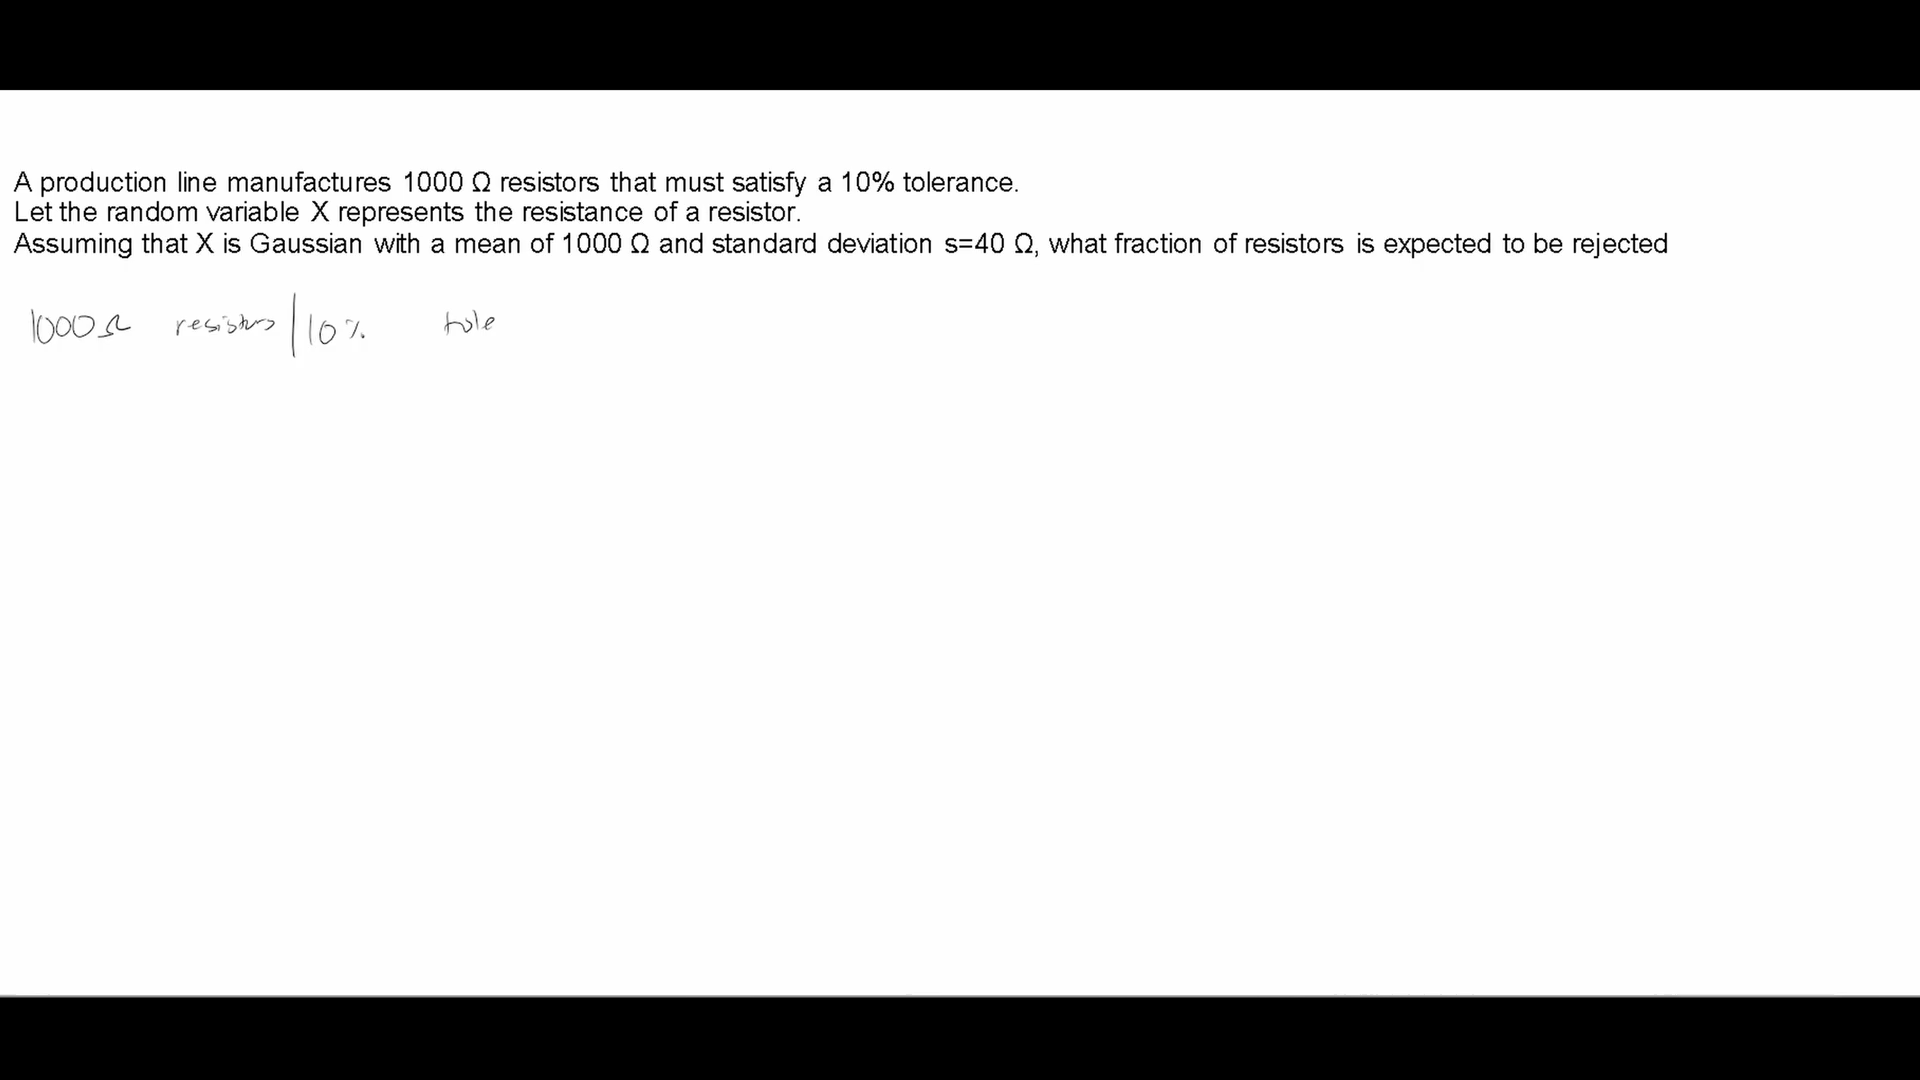 A production line manufactures 1000 Ω resistors that must satisfy a 10% tolerance.
Let the random variable X represents the resistance of a resistor.
Assuming that X is Gaussian with a mean of 1000 Ω and standard deviation s=40 Ω, what fraction of resistors is expected to be rejected
1000Ω resistors | 10% tole